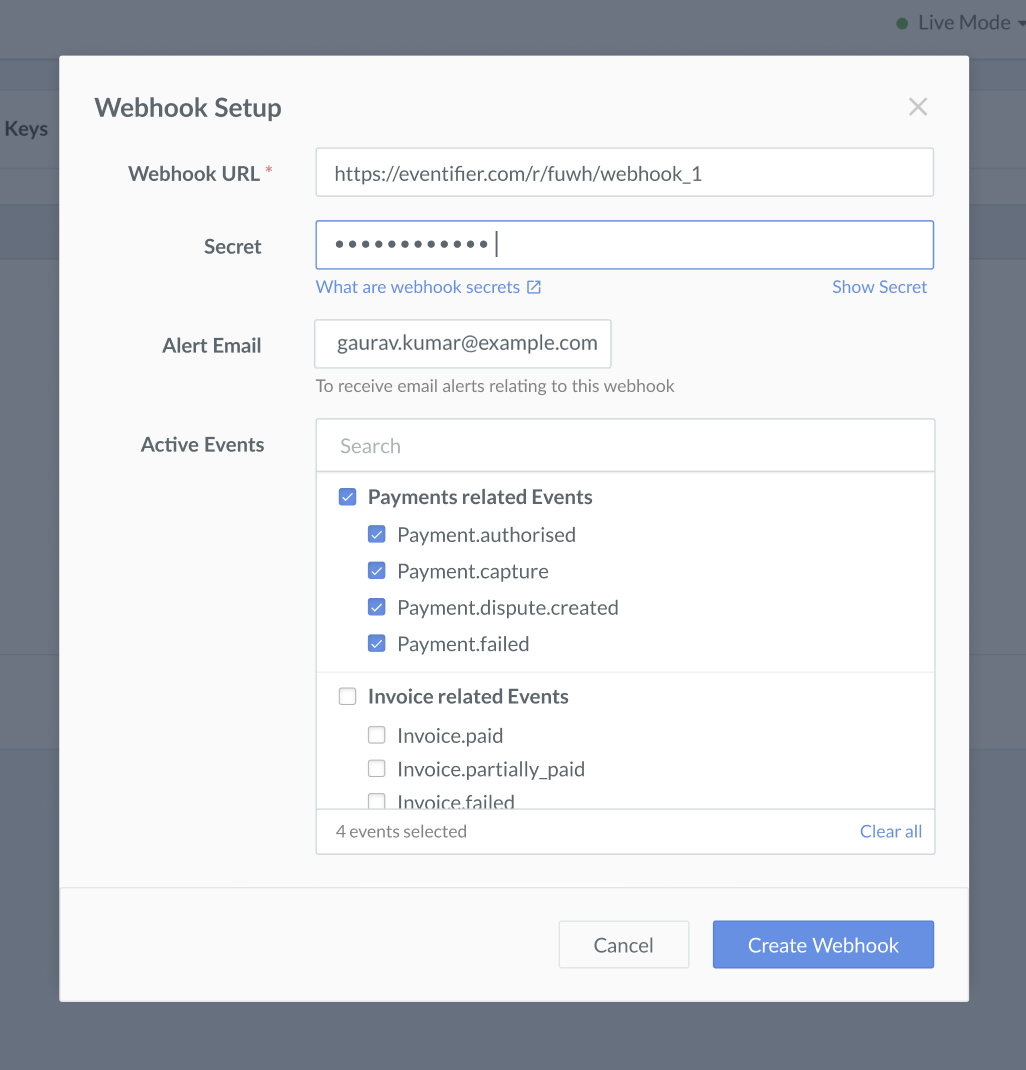 Live Mode
Keys
Webhook Setup
Webhook URL *
https://eventifier.com/r/fuwh/webhook_1
Secret
••••••••••••
What are webhook secrets
Show Secret
Alert Email
gaurav.kumar@example.com
To receive email alerts relating to this webhook
Active Events
Search
Payments related Events
Payment.authorised
Payment.capture
Payment.dispute.created
Payment.failed
Invoice related Events
Invoice.paid
Invoice.partially_paid
Invoice.failed
4 events selected
Clear all
Cancel
Create Webhook